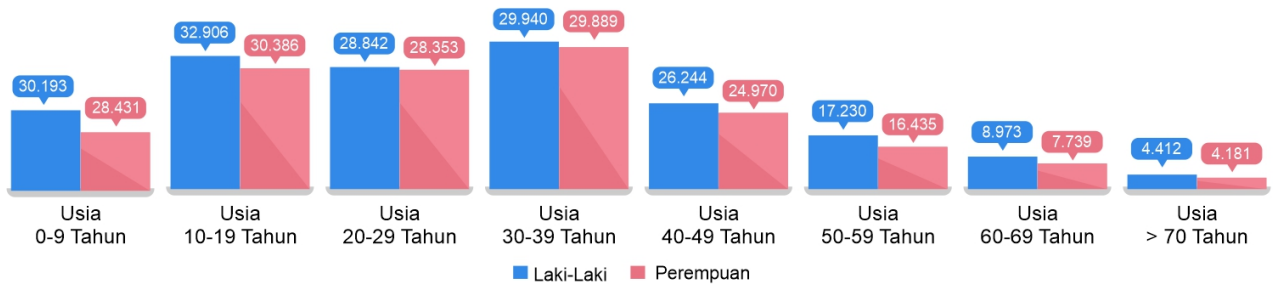 30.193
28.431
32.906
30.386
28.842
28.353
29.940
29.889
26.244
24.970
17.230
16.435
8.973
7.739
4.412
4.181
Usia
0-9 Tahun
Usia
10-19 Tahun
Usia
20-29 Tahun
Usia
30-39 Tahun
Usia
40-49 Tahun
Usia
50-59 Tahun
Usia
60-69 Tahun
Usia
> 70 Tahun
Laki-Laki
Perempuan